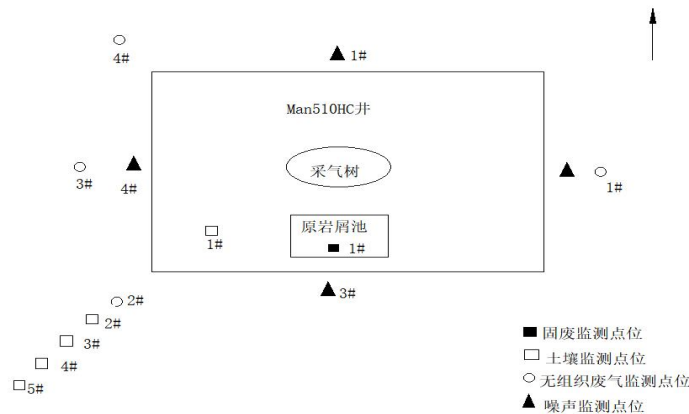 4#
1#
Man510HC井
采气树
3#
4#
1#
1#
原岩屑池
1#
3#
2#
2#
3#
4#
5#
固废监测点位
土壤监测点位
无组织废气监测点位
噪声监测点位